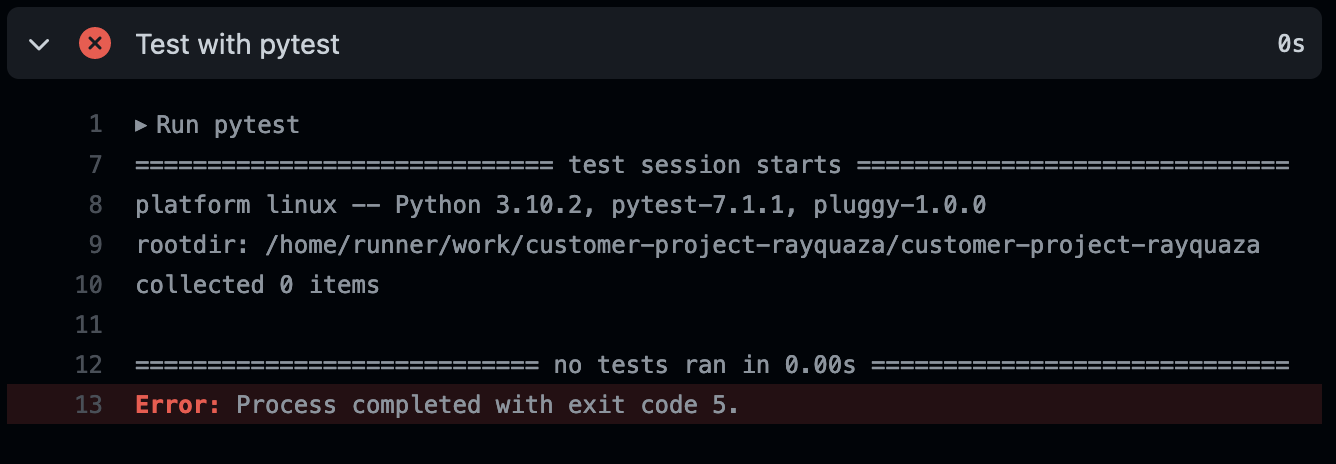 Test with pytest 0s
1 ▸ Run pytest
7 ============================= test session starts ==============================
8 platform linux -- Python 3.10.2, pytest-7.1.1, pluggy-1.0.0
9 rootdir: /home/runner/work/customer-project-rayquaza/customer-project-rayquaza
10 collected 0 items
11
12 ============================ no tests ran in 0.00s =============================
13 Error: Process completed with exit code 5.